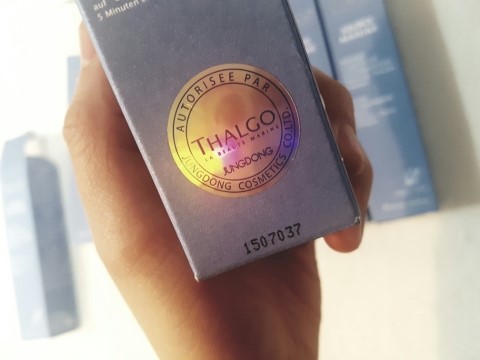 auf
5 Minuten
AUTORISEE PAR
THALGO
LA BEAUTE MARINE
JUNGDONG
JUNGDONG COSMETICS CO.LTD
1507037